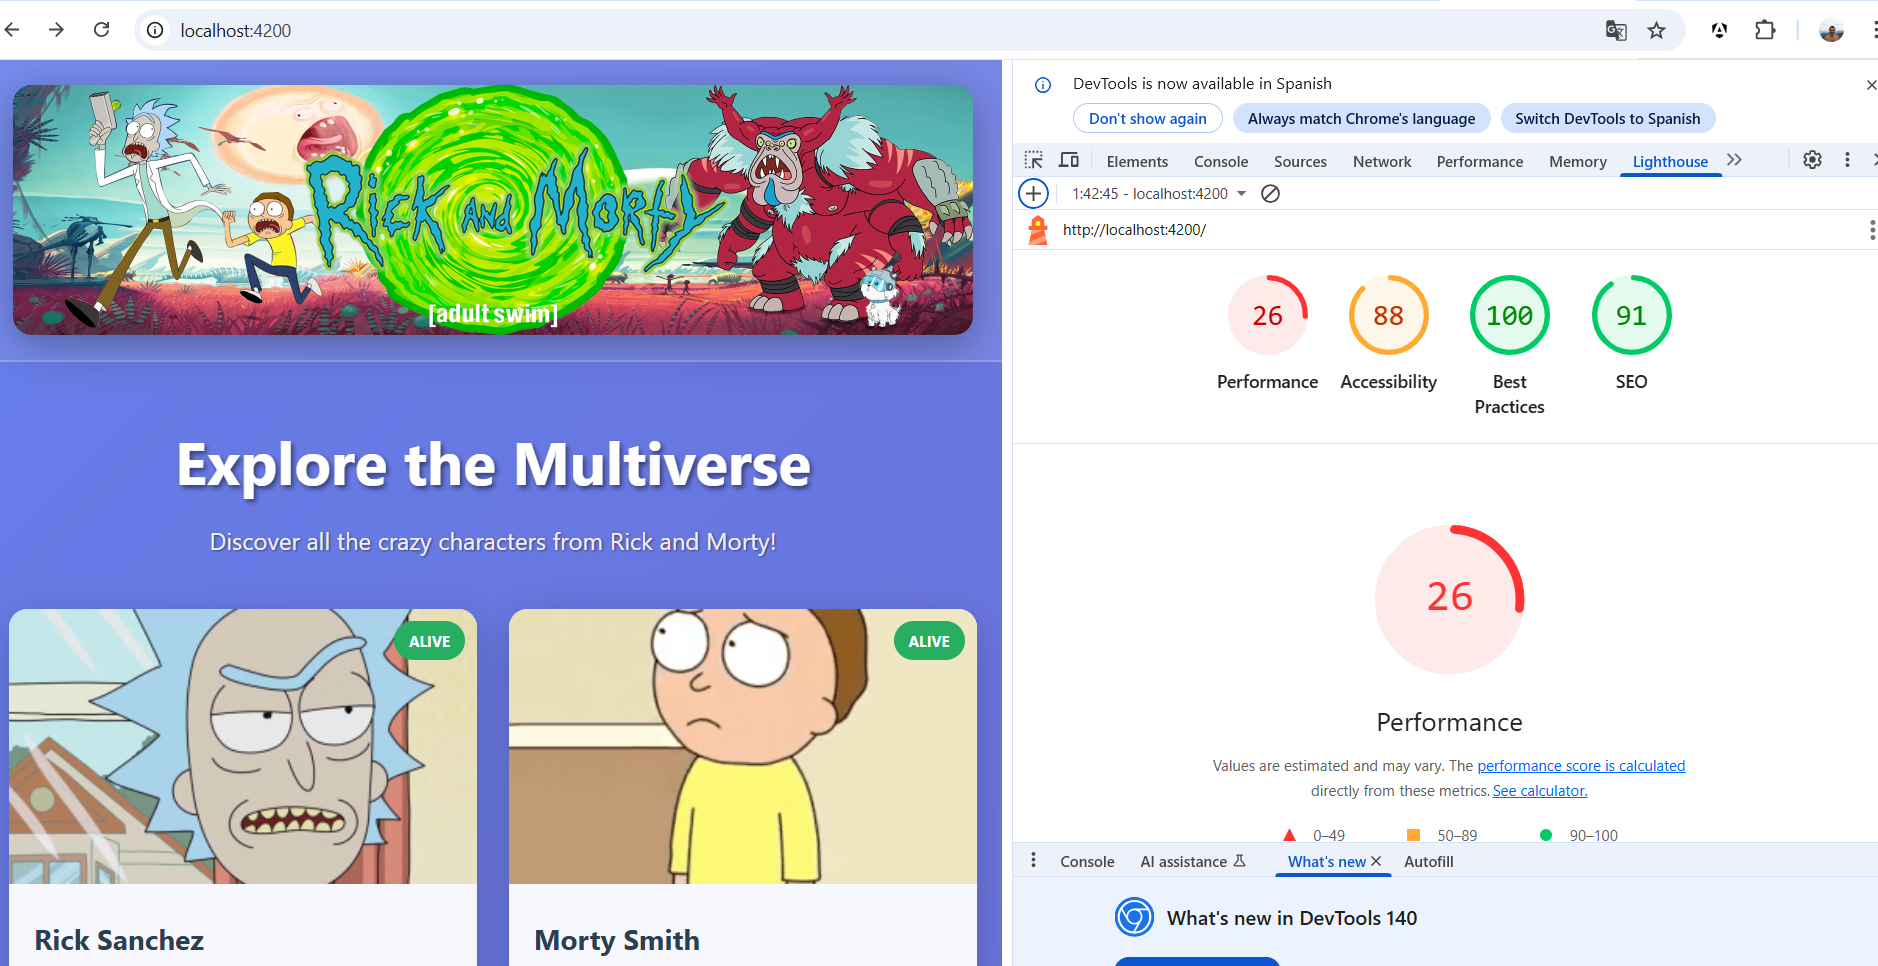 localhost:4200
RICK AND MORTY
[adult swim]
Explore the Multiverse
Discover all the crazy characters from Rick and Morty!
ALIVE
ALIVE
Rick Sanchez
Morty Smith
DevTools is now available in Spanish
Don't show again
Always match Chrome's language
Switch DevTools to Spanish
Elements Console Sources Network Performance Memory Lighthouse
1:42:45 - localhost:4200
http://localhost:4200/
26 88 100 91
Performance Accessibility Best Practices SEO
26
Performance
Values are estimated and may vary. The performance score is calculated
directly from these metrics. See calculator.
0–49 50–89 90–100
Console AI assistance What's new Autofill
What's new in DevTools 140